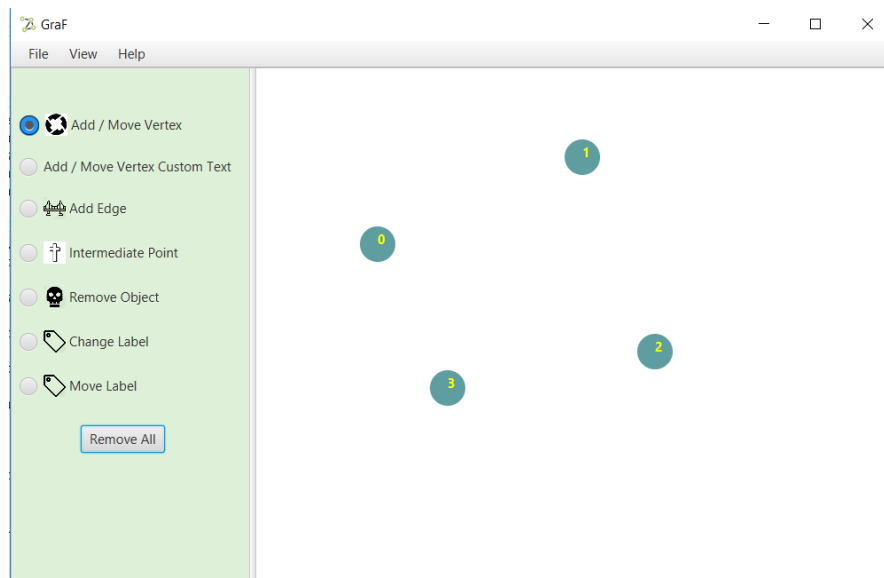 GraF
File View Help
Add / Move Vertex
Add / Move Vertex Custom Text
Add Edge
Intermediate Point
Remove Object
Change Label
Move Label
Remove All
1
0
2
3